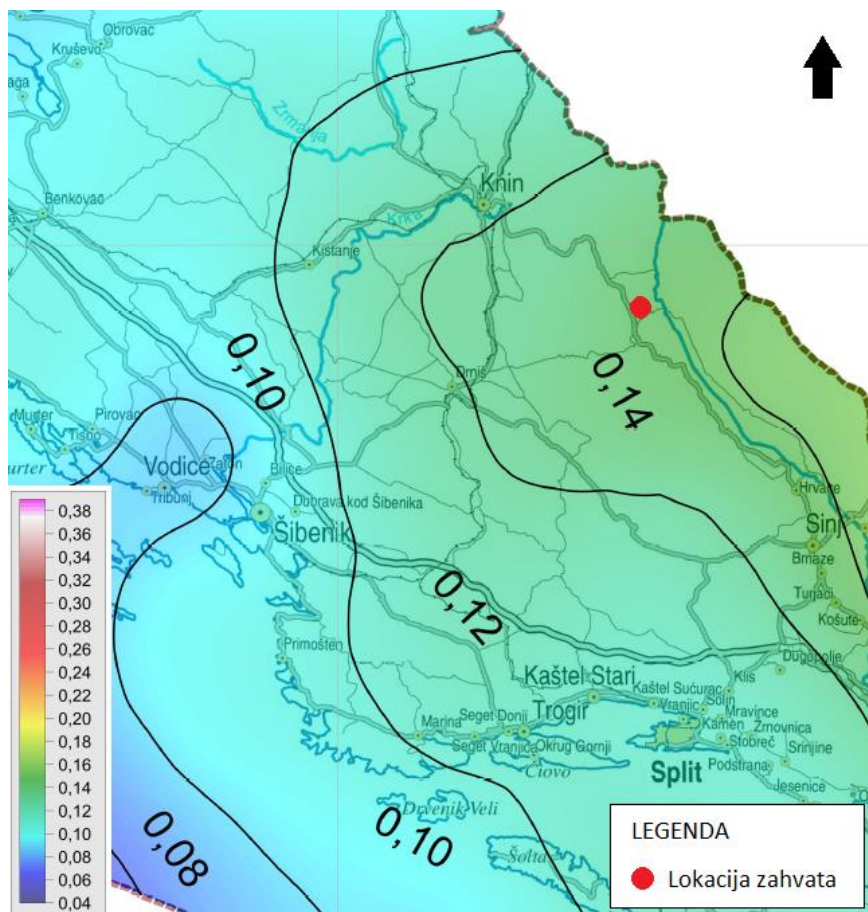 Obrovac
Kruševo
Zrmanja
Knin
Benkovac
Krka
Kistanje
0,10
Drniš
0,14
Murter
Pirovac
Tisno
Vodice
Zaton
Tribunj
Bilice
Dubrava kod Šibenika
Šibenik
Hrvace
Sinj
Brnaze
Turjaci
Košute
0,12
Primošten
Dugopolje
Kaštel Stari
Klis
Kaštel Sućurac
Solin
Vranjic
Mravince
Trogir
Seget Donji
Marina
Kamen
Žrnovnica
Seget Vranjica
Okrug Gornji
Stobreč
Srinjine
Čiovo
Split
Podstrana
Jesenice
Drvenik Veli
0,10
0,08
Šolta
0,38
0,36
0,34
0,32
0,30
0,28
0,26
0,24
0,22
0,20
0,18
0,16
0,14
0,12
0,10
0,08
0,06
0,04
LEGENDA
Lokacija zahvata